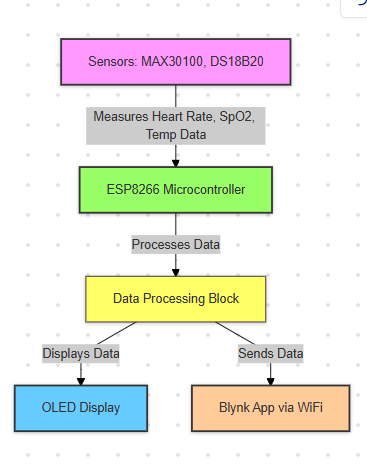 Sensors: MAX30100, DS18B20
Measures Heart Rate, SpO2,
Temp Data
ESP8266 Microcontroller
Processes Data
Data Processing Block
Displays Data
Sends Data
OLED Display
Blynk App via WiFi